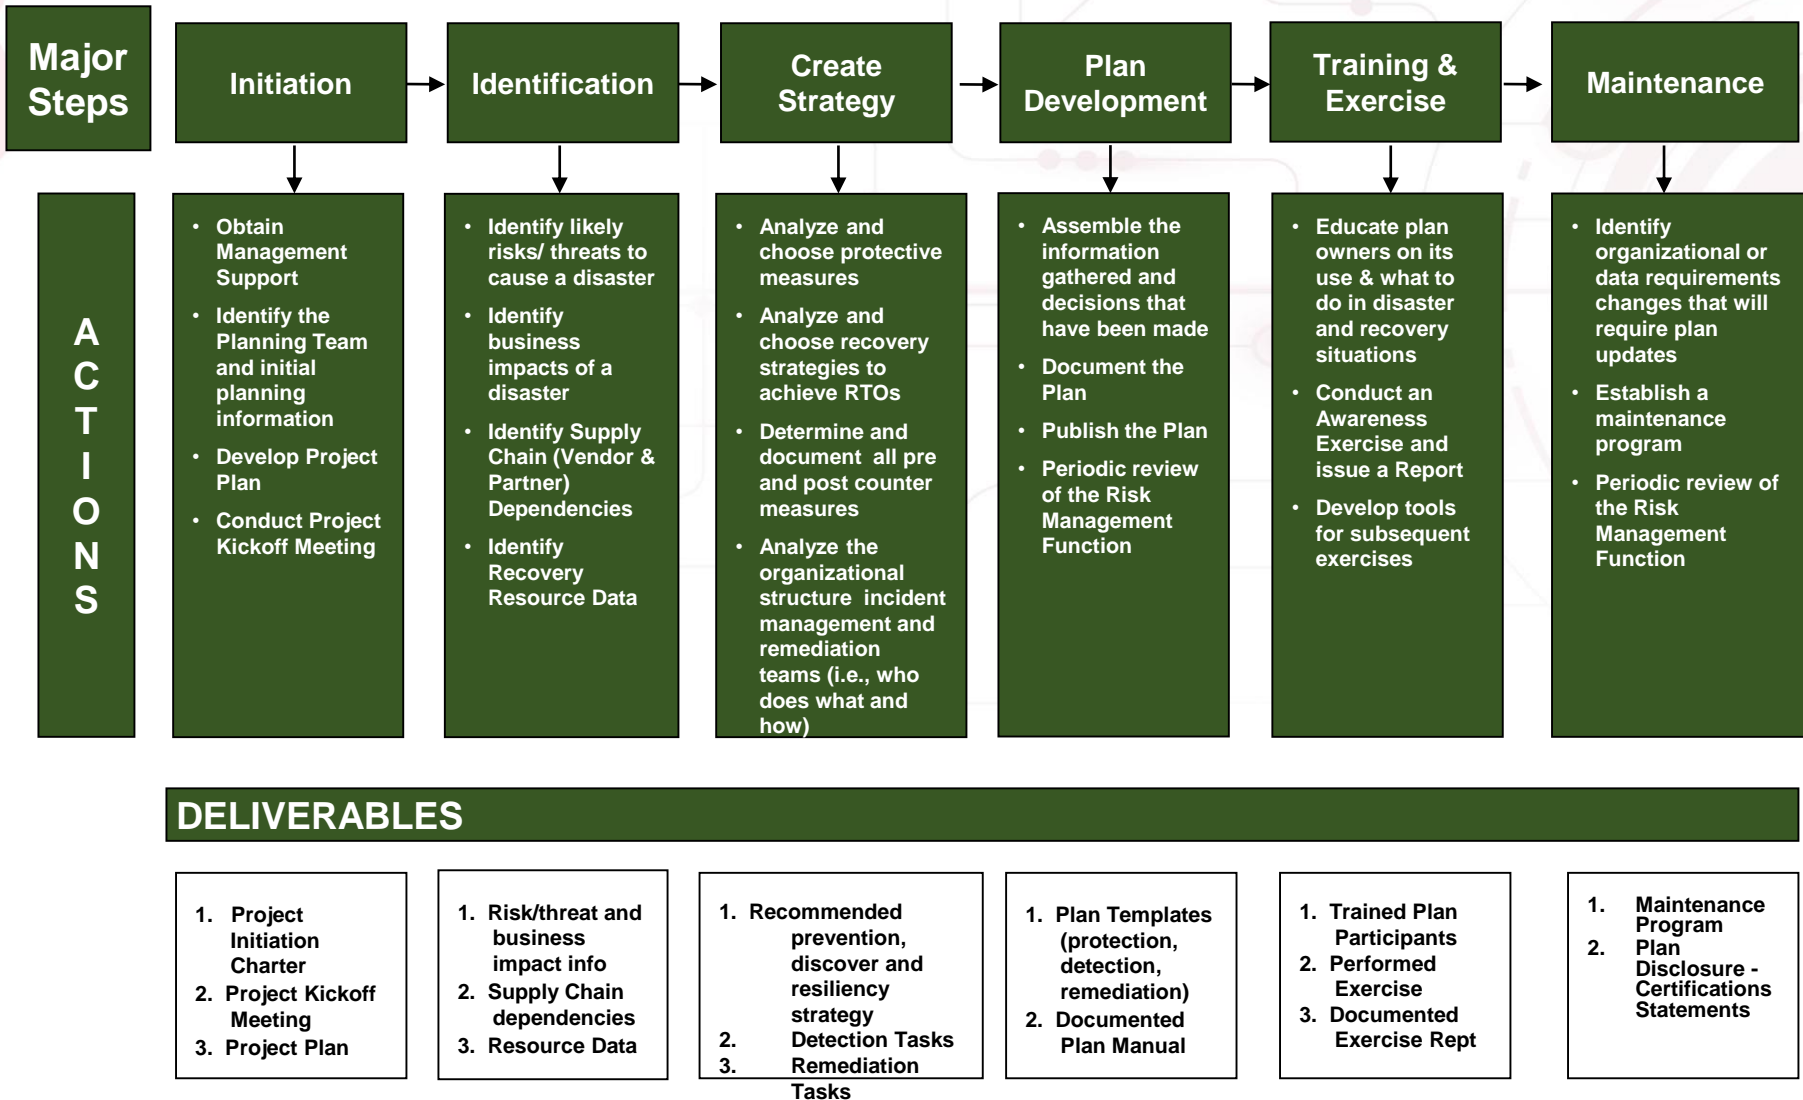 Major
Steps
Initiation
Identification
Create
Strategy
Plan
Development
Training &
Exercise
Maintenance
A
C
T
I
O
N
S
• Obtain
Management
Support
• Identify the
Planning Team
and initial
planning
information
• Develop Project
Plan
• Conduct Project
Kickoff Meeting
• Identify likely
risks/ threats to
cause a disaster
• Identify
business
impacts of a
disaster
• Identify Supply
Chain (Vendor &
Partner)
Dependencies
• Identify
Recovery
Resource Data
• Analyze and
choose protective
measures
• Analyze and
choose recovery
strategies to
achieve RTOs
• Determine and
document all pre
and post counter
measures
• Analyze the
organizational
structure incident
management and
remediation
teams (i.e., who
does what and
how)
• Assemble the
information
gathered and
decisions that
have been made
• Document the
Plan
• Publish the Plan
• Periodic review
of the Risk
Management
Function
• Educate plan
owners on its
use & what to
do in disaster
and recovery
situations
• Conduct an
Awareness
Exercise and
issue a Report
• Develop tools
for subsequent
exercises
• Identify
organizational or
data requirements
changes that will
require plan
updates
• Establish a
maintenance
program
• Periodic review of
the Risk
Management
Function
DELIVERABLES
1. Project
Initiation
Charter
2. Project Kickoff
Meeting
3. Project Plan
1. Risk/threat and
business
impact info
2. Supply Chain
dependencies
3. Resource Data
1. Recommended
prevention,
discover and
resiliency
strategy
2. Detection Tasks
3. Remediation
Tasks
1. Plan Templates
(protection,
detection,
remediation)
2. Documented
Plan Manual
1. Trained Plan
Participants
2. Performed
Exercise
3. Documented
Exercise Rept
1. Maintenance
Program
2. Plan
Disclosure -
Certifications
Statements